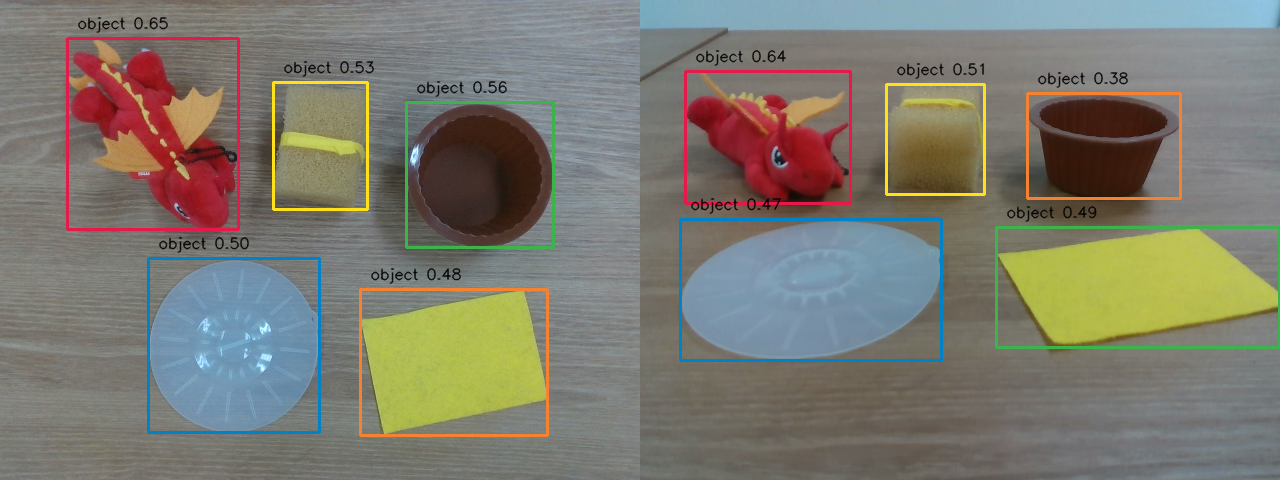 object 0.65
object 0.53
object 0.56
object 0.50
object 0.48
object 0.64
object 0.51
object 0.38
object 0.47
object 0.49